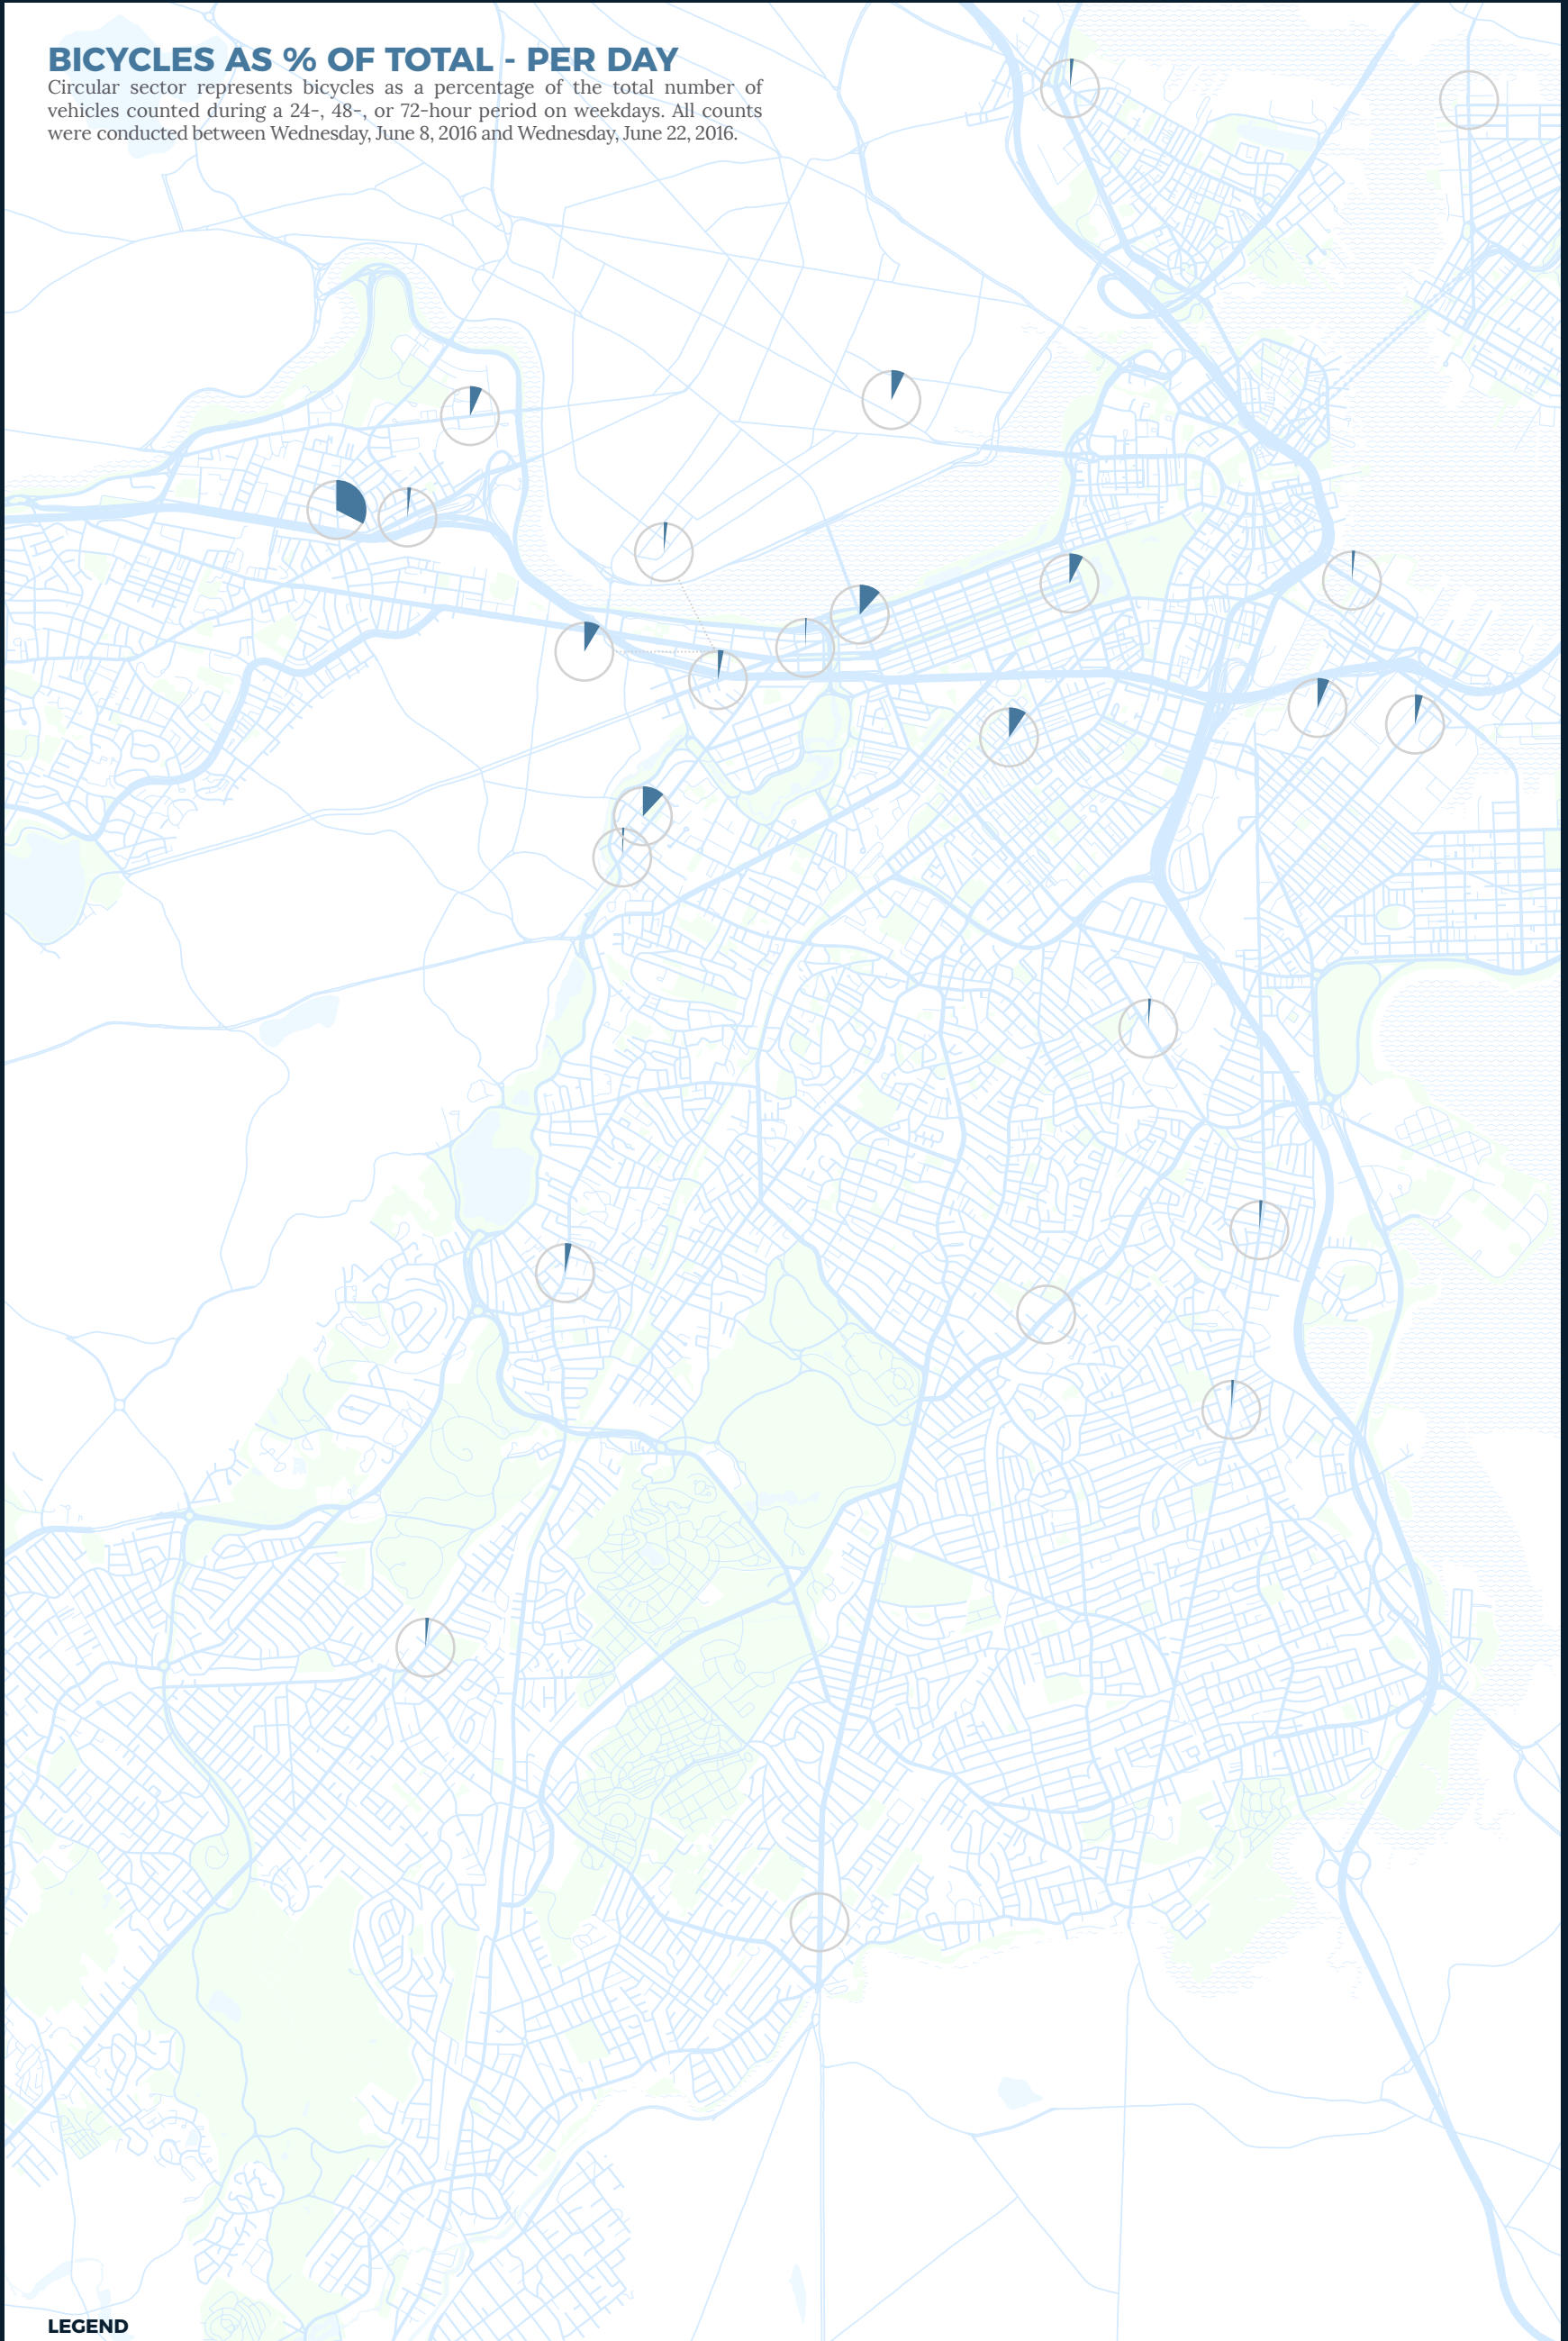 BICYCLES AS % OF TOTAL - PER DAY
Circular sector represents bicycles as a percentage of the total number of
vehicles counted during a 24-, 48-, or 72-hour period on weekdays. All counts
were conducted between Wednesday, June 8, 2016 and Wednesday, June 22, 2016.
LEGEND